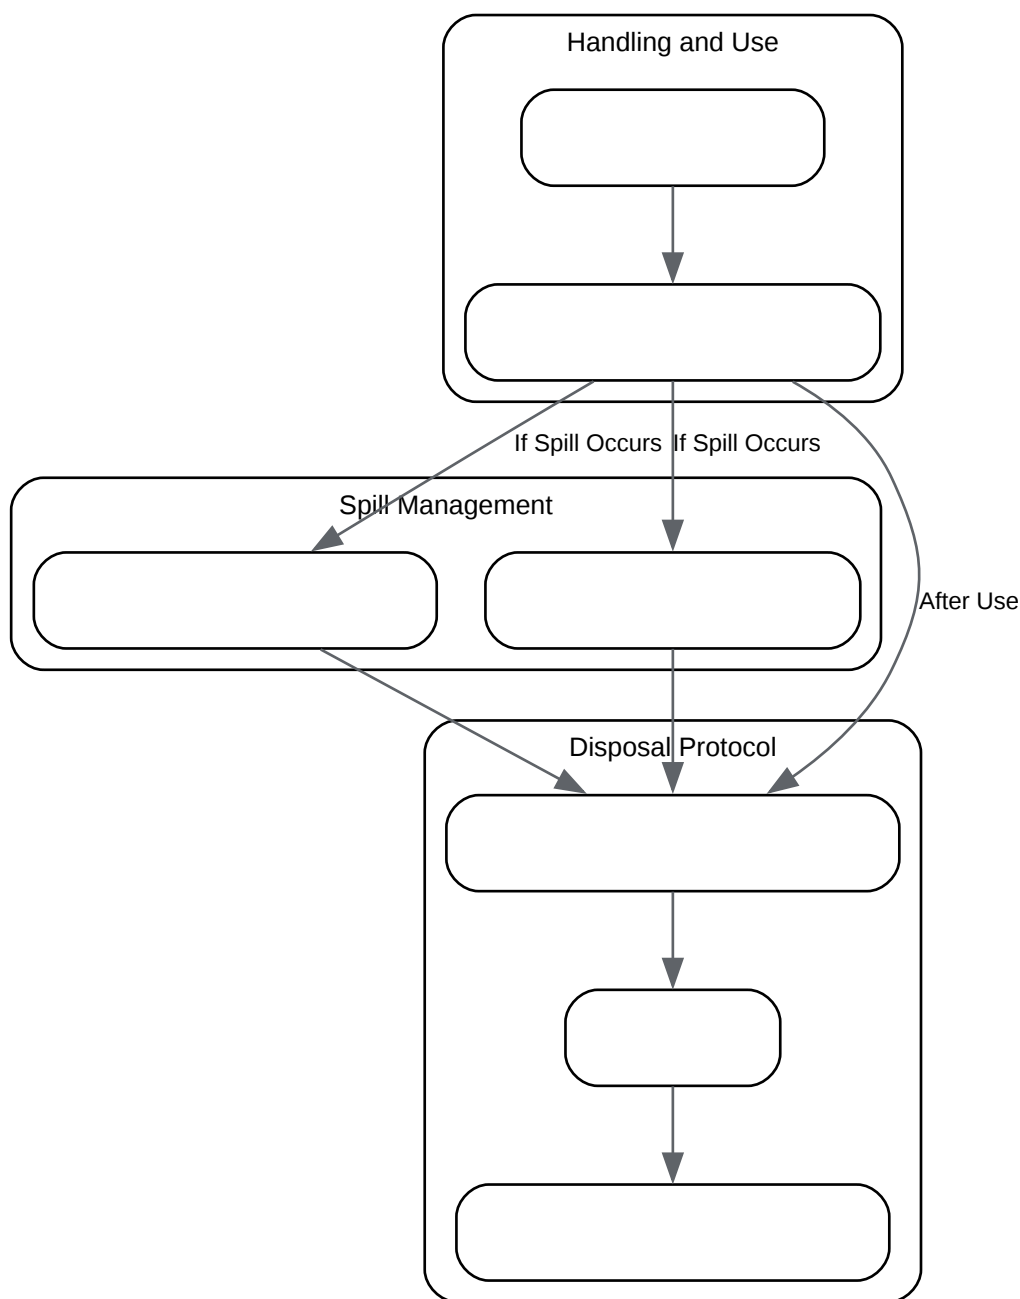 Handling and Use
If Spill Occurs
If Spill Occurs
Spill Management
After Use
Disposal Protocol